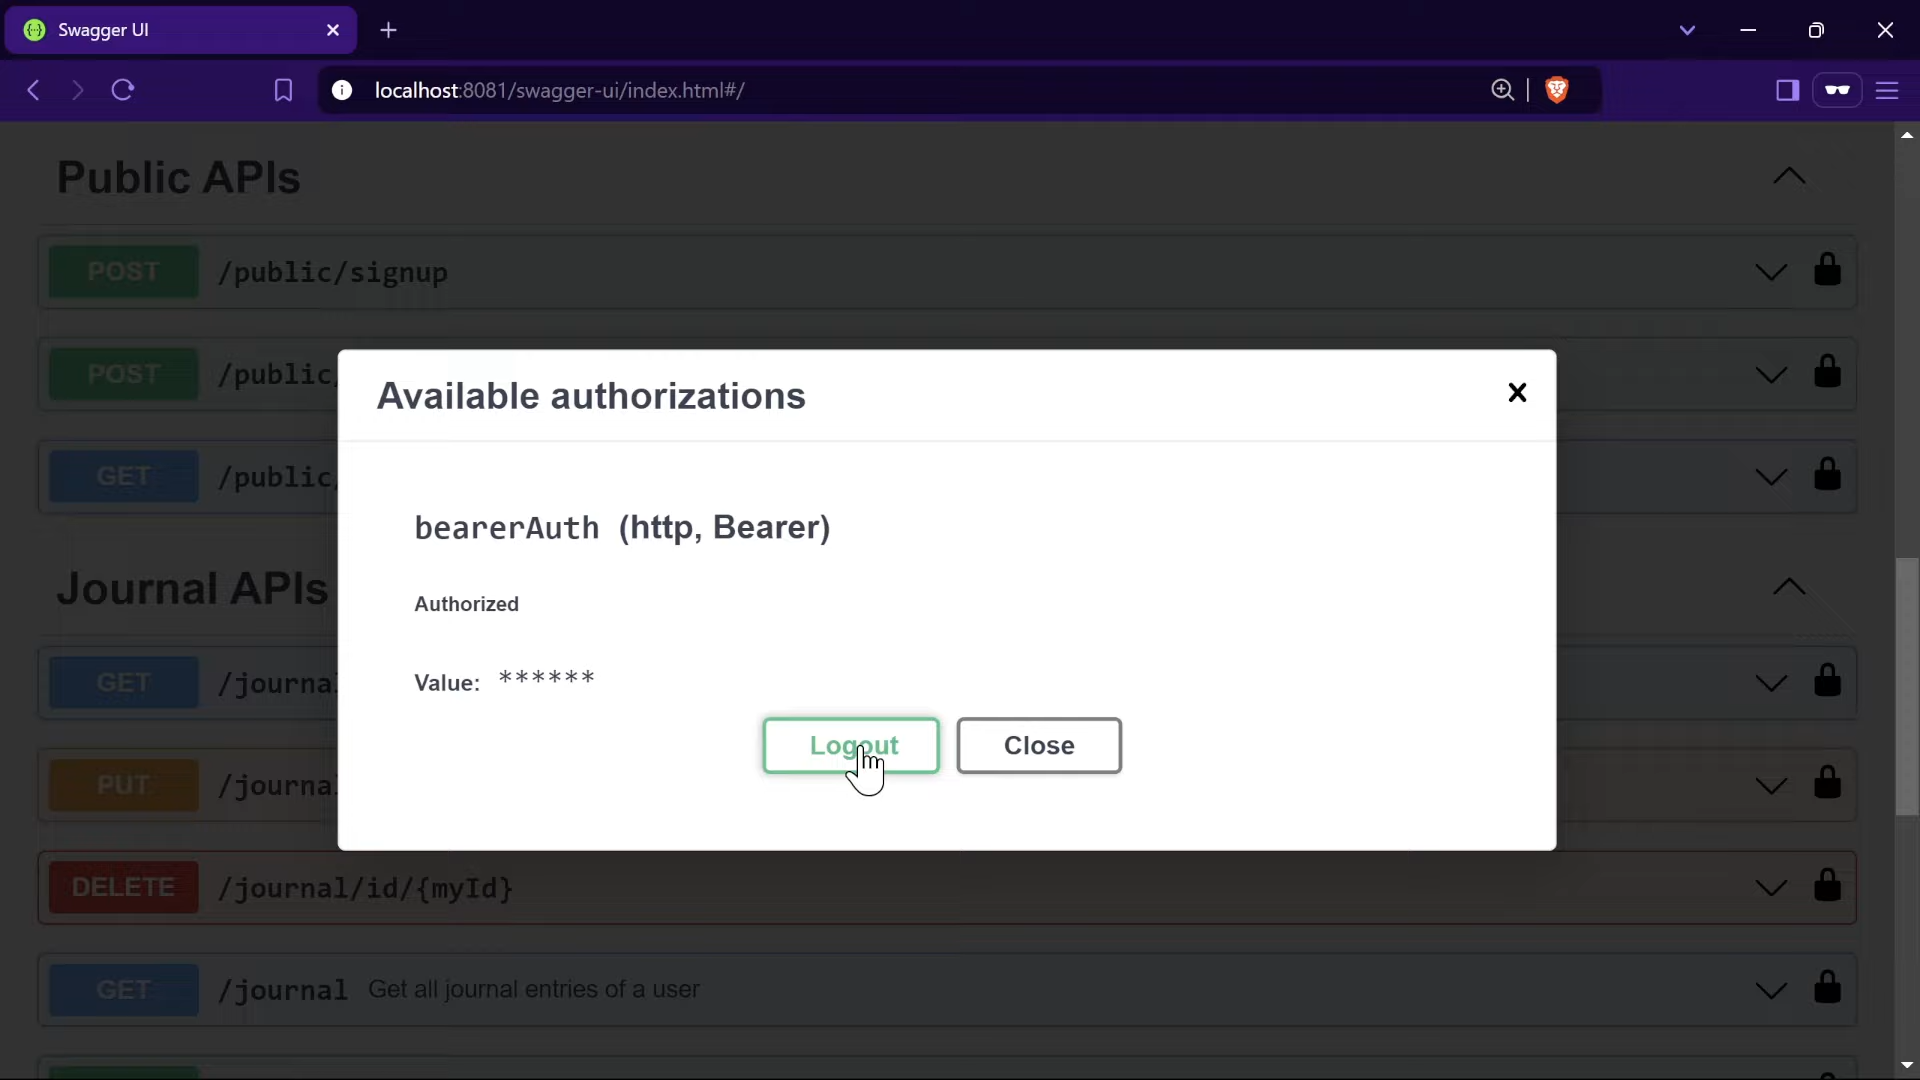 Swagger UI
localhost:8081/swagger-ui/index.html#/
Public APIs
POST /public/signup
POST /public/
GET /public/
Available authorizations
bearerAuth (http, Bearer)
Authorized
Value: ******
Logout Close
Journal APIs
GET /journal
PUT /journal
DELETE /journal/id/{myId}
GET /journal Get all journal entries of a user